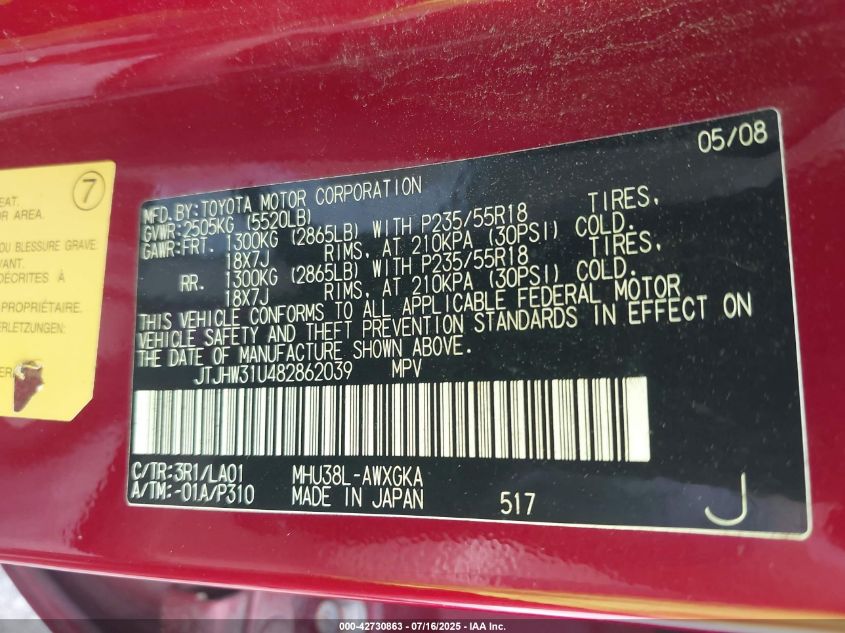 7
EAT.
OR AREA.
OU BLESSURE GRAVE.
DÉCRITES À
PROPRIÉTAIRE.
ERLETZUNGEN:
05/08
MFD.BY:TOYOTA MOTOR CORPORATION
GVWR:2505KG (5520LB)
GAWR:FRT. 1300KG (2865LB) WITH P235/55R18 TIRES,
18X7J RIMS, AT 210KPA (30PSI) COLD.
RR. 1300KG (2865LB) WITH P235/55R18 TIRES,
18X7J RIMS, AT 210KPA (30PSI) COLD.
THIS VEHICLE CONFORMS TO ALL APPLICABLE FEDERAL MOTOR
VEHICLE SAFETY AND THEFT PREVENTION STANDARDS IN EFFECT ON
THE DATE OF MANUFACTURE SHOWN ABOVE.
JTJHW31U482862039 MPV
C/TR:3R1/LA01 MHU38L-AWXGKA
A/TM:-01A/P310 MADE IN JAPAN 517 J
000-42730863 - 07/16/2025 - IAA Inc.